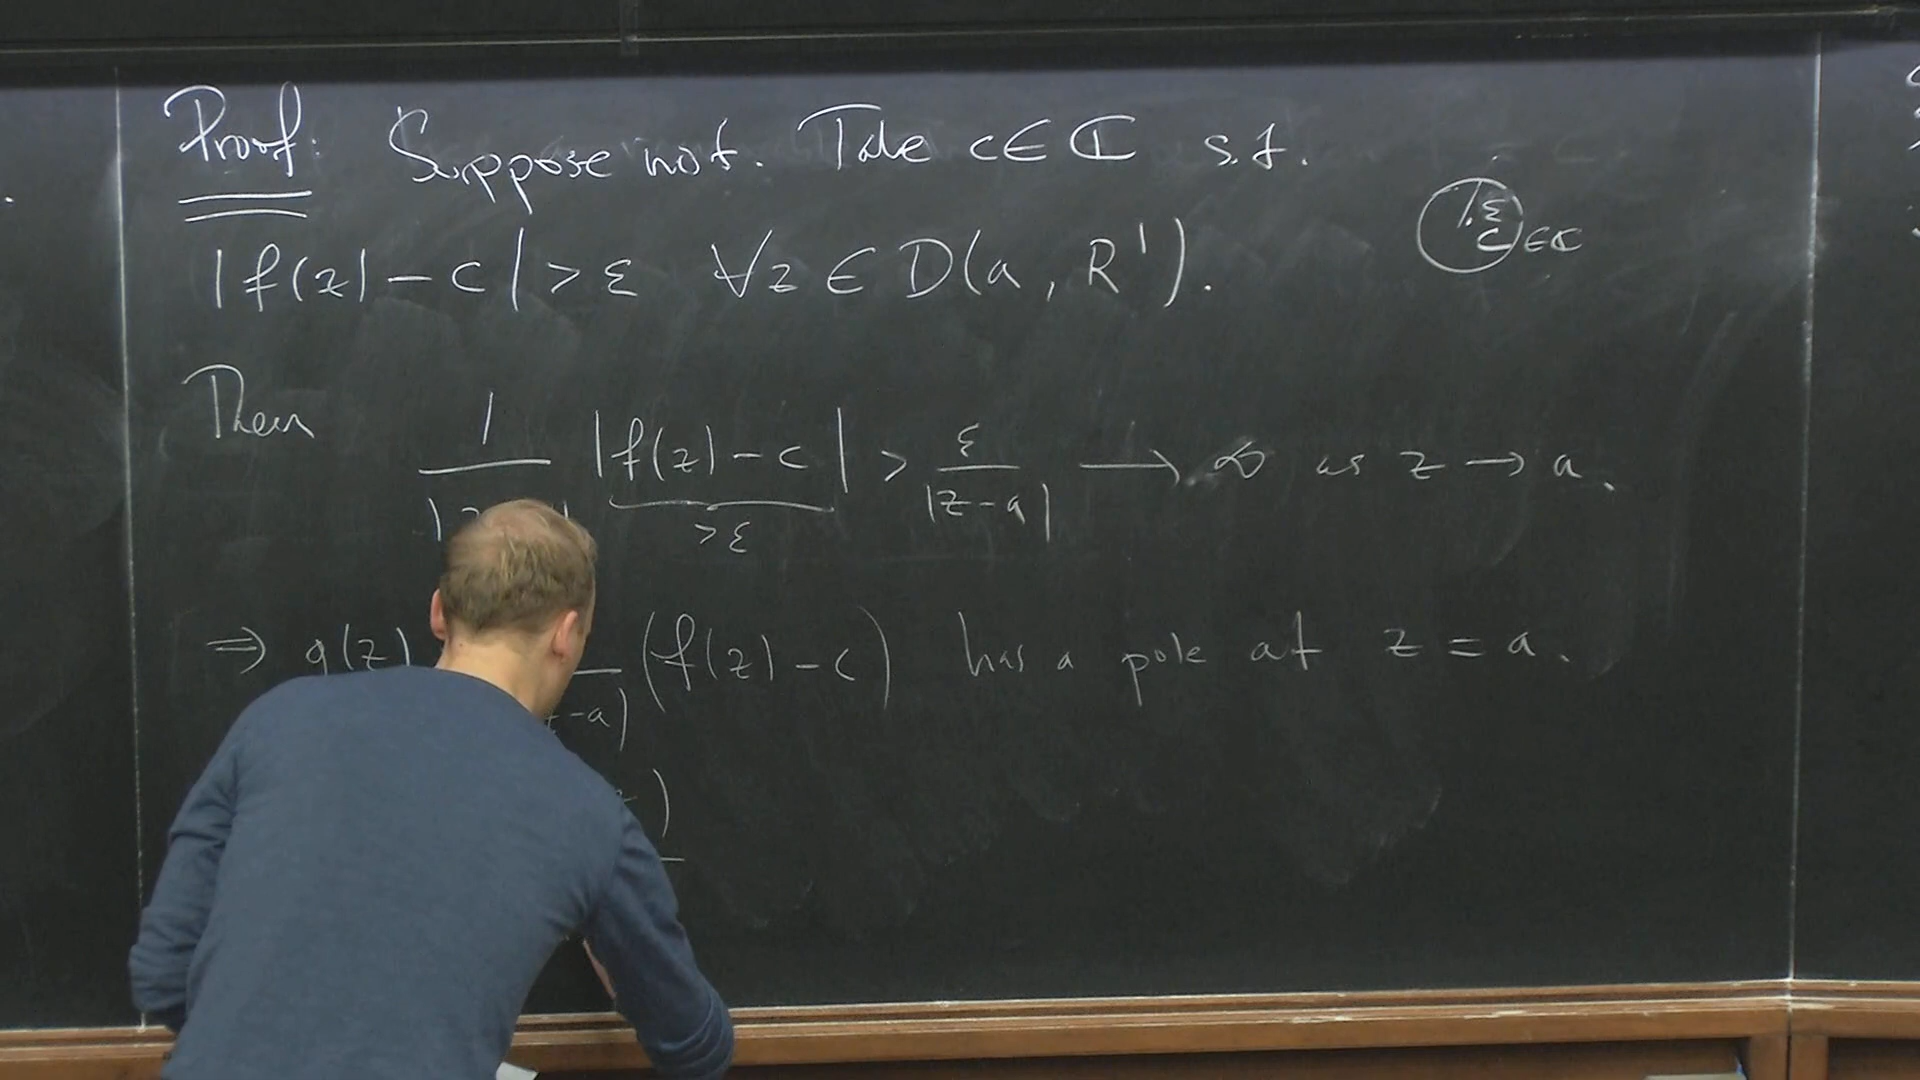 Proof: Suppose not. Take c ∈ ℂ s.t.
|f(z) - c| > ε ∀z ∈ D(a, R').
ε
c ∈ ℂ
Then 1 |f(z) - c| > ε/|z-a| → ∞ as z → a.
> ε
⇒ g(z) (f(z) - c) has a pole at z = a.
-a)
)